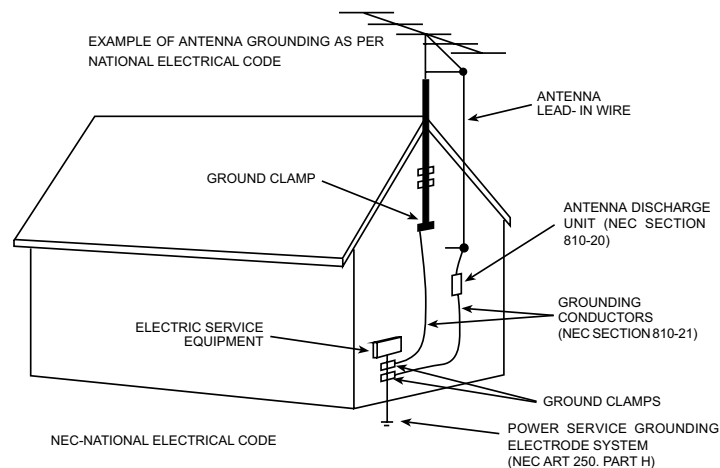 EXAMPLE OF ANTENNA GROUNDING AS PER
NATIONAL ELECTRICAL CODE
ANTENNA
LEAD- IN WIRE
GROUND CLAMP
ANTENNA DISCHARGE
UNIT (NEC SECTION
810-20)
GROUNDING
CONDUCTORS
(NEC SECTION 810-21)
ELECTRIC SERVICE
EQUIPMENT
GROUND CLAMPS
POWER SERVICE GROUNDING
ELECTRODE SYSTEM
(NEC ART 250. PART H)
NEC-NATIONAL ELECTRICAL CODE